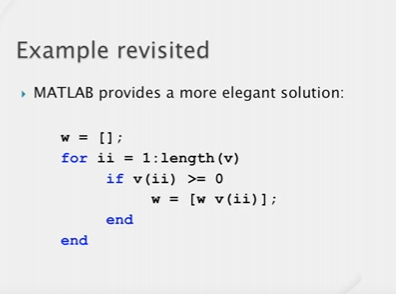 Example revisited
MATLAB provides a more elegant solution:
w = [];
for ii = 1:length(v)
if v(ii) >= 0
w = [w v(ii)];
end
end